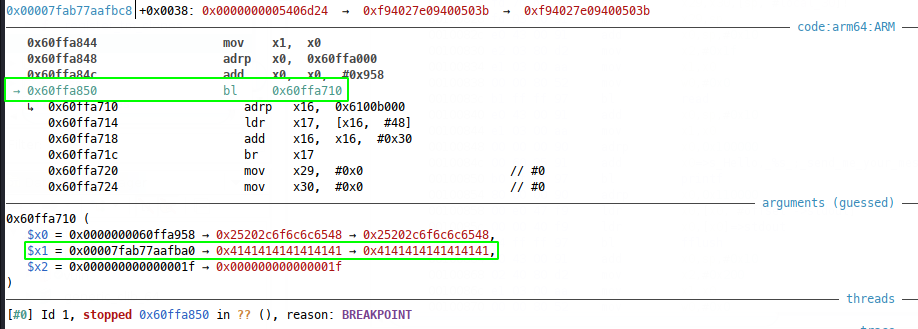 0x00007fab77aafbc8│+0x0038: 0x0000000005406d24 → 0xf94027e09400503b → 0xf94027e09400503b
code:arm64:ARM
0x60ffa844 mov x1, x0
0x60ffa848 adrp x0, 0x60ffa000
0x60ffa84c add x0, x0, #0x958
→ 0x60ffa850 bl 0x60ffa710
↳ 0x60ffa710 adrp x16, 0x6100b000
0x60ffa714 ldr x17, [x16, #48]
0x60ffa718 add x16, x16, #0x30
0x60ffa71c br x17
0x60ffa720 mov x29, #0x0 // #0
0x60ffa724 mov x30, #0x0 // #0
arguments (guessed)
0x60ffa710 (
$x0 = 0x0000000060ffa958 → 0x25202c6f6c6c6548 → 0x25202c6f6c6c6548,
$x1 = 0x00007fab77aafba0 → 0x4141414141414141 → 0x4141414141414141,
$x2 = 0x000000000000001f → 0x000000000000001f
)
threads
[#0] Id 1, stopped 0x60ffa850 in ?? (), reason: BREAKPOINT